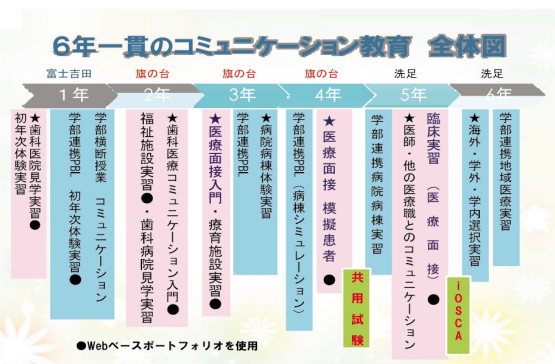 6年一貫のコミュニケーション教育 全体図
富士吉田 旗の台 旗の台 旗の台 洗足 洗足
1年 2年 3年 4年 5年 6年
★歯科医院見学実習●
初年次体験実習
学部横断授業 コミュニケーション
学部連携PBL 初年次体験実習●
★歯科医療コミュニケーション入門●
福祉施設実習●・歯科病院見学実習
★医療面接入門・療育施設実習●
★病院病棟体験実習
学部連携PBL
学部連携PBL(病棟シミュレーション)
★医療面接 模擬患者●
共用試験
学部連携病院病棟実習
臨床実習 (医療面接)●
★医師・他の医療職とのコミュニケーション
iOSCA
★海外・学外・学内選択実習
学部連携地域医療実習
●Webベースポートフォリオを使用